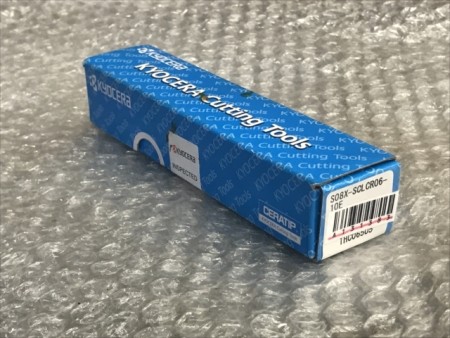 KYOCERA
KYOCERA Cutting Tools
KYOCERA
INSPECTED
CERATIP
S08X-SCLCR06-
10E